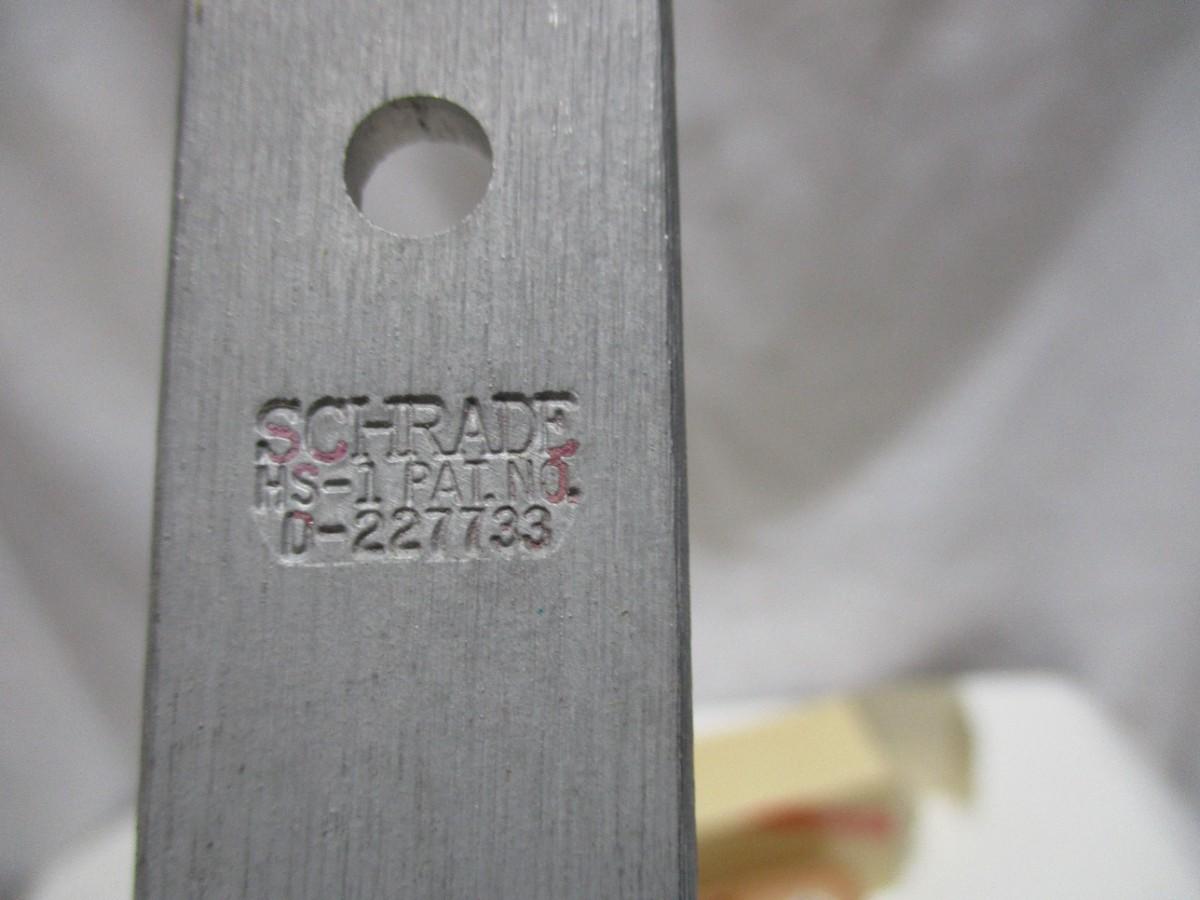 SCHRADE
HS-1 PAT. NO.
D-227733